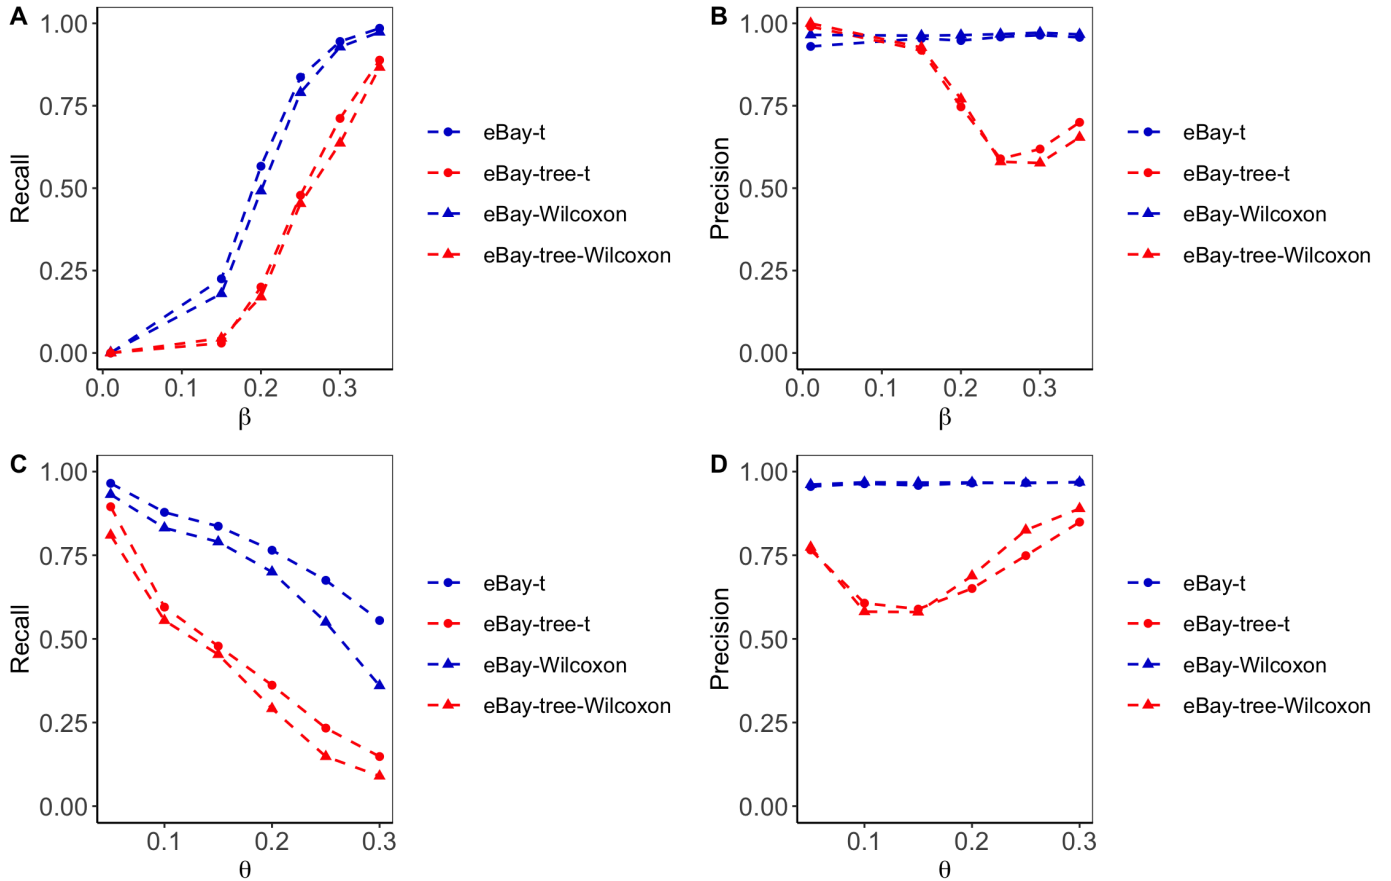 A
1.00
0.75
0.50
0.25
0.00
Recall
0.0 0.1 0.2 0.3
β
eBay-t
eBay-tree-t
eBay-Wilcoxon
eBay-tree-Wilcoxon
B
1.00
0.75
0.50
0.25
0.00
Precision
0.0 0.1 0.2 0.3
β
eBay-t
eBay-tree-t
eBay-Wilcoxon
eBay-tree-Wilcoxon
C
1.00
0.75
0.50
0.25
0.00
Recall
0.1 0.2 0.3
θ
eBay-t
eBay-tree-t
eBay-Wilcoxon
eBay-tree-Wilcoxon
D
1.00
0.75
0.50
0.25
0.00
Precision
0.1 0.2 0.3
θ
eBay-t
eBay-tree-t
eBay-Wilcoxon
eBay-tree-Wilcoxon